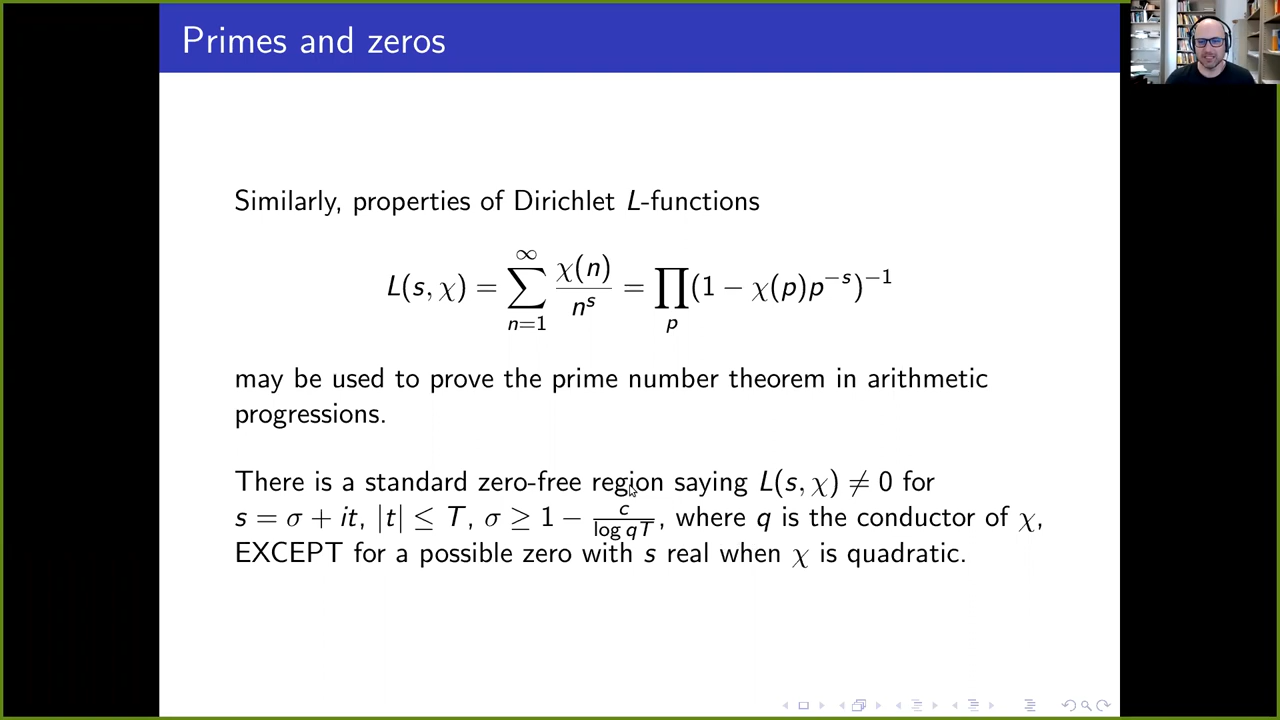 Primes and zeros
Similarly, properties of Dirichlet L-functions
L(s, χ) = ∑_{n=1}^{∞} χ(n)/n^s = ∏_p (1 − χ(p)p^{−s})^{−1}
may be used to prove the prime number theorem in arithmetic
progressions.
There is a standard zero-free region saying L(s, χ) ≠ 0 for
s = σ + it, |t| ≤ T, σ ≥ 1 − c/log qT, where q is the conductor of χ,
EXCEPT for a possible zero with s real when χ is quadratic.